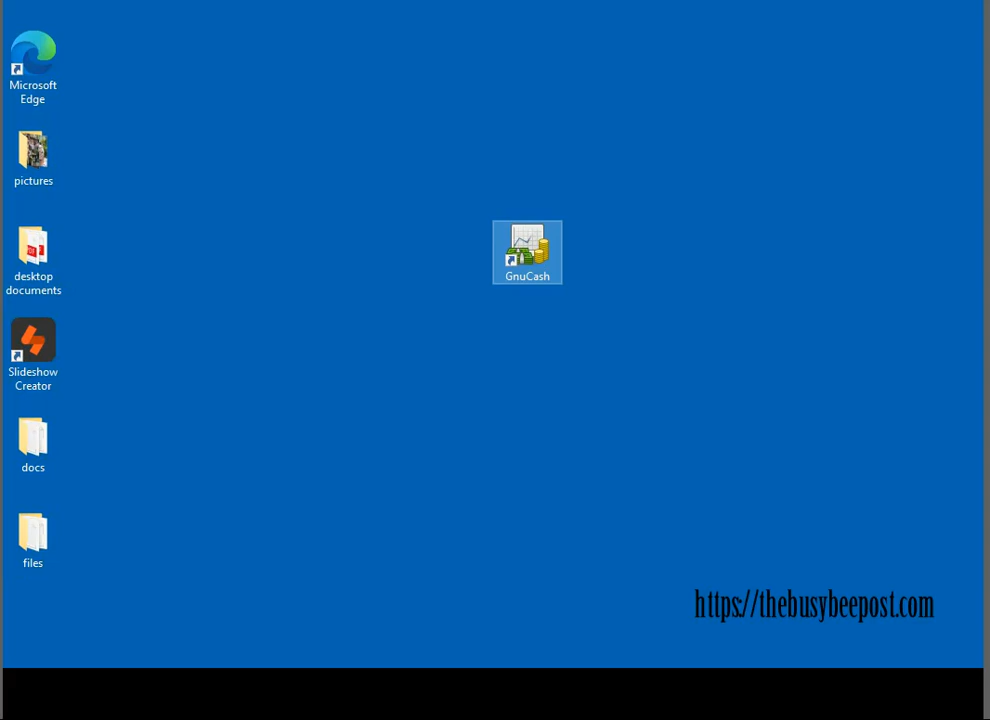 Microsoft
Edge
pictures
desktop
documents
Slideshow
Creator
docs
files
GnuCash
https://thebusybeepost.com